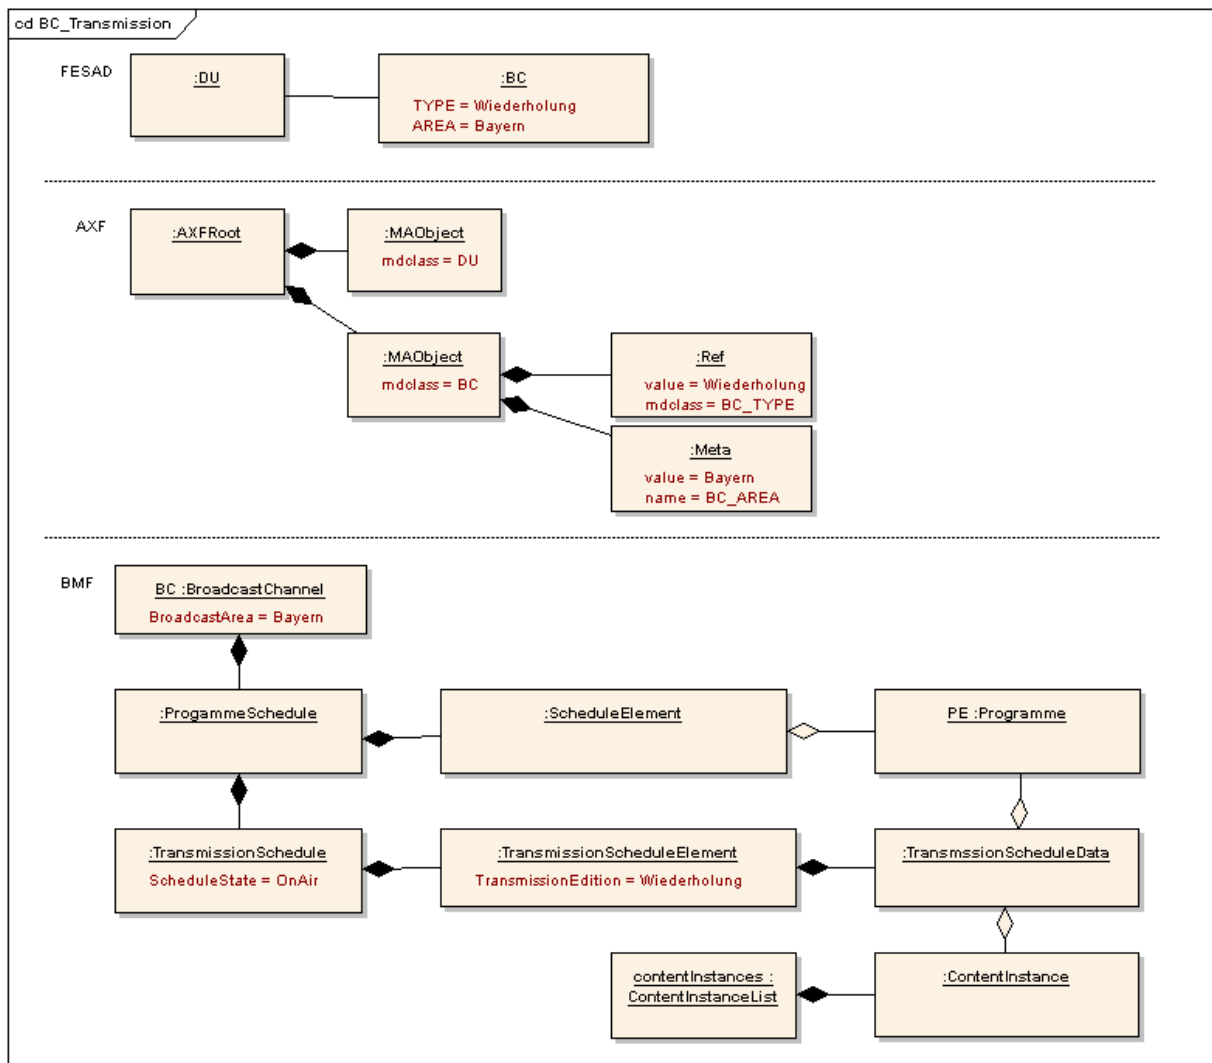 cd BC_Transmission
FESAD
:DU
:BC
TYPE = Wiederholung
AREA = Bayern
AXF
:AXFRoot
:MAObject
mdclass = DU
:MAObject
mdclass = BC
:Ref
value = Wiederholung
mdclass = BC_TYPE
:Meta
value = Bayern
name = BC_AREA
BMF
BC :BroadcastChannel
BroadcastArea = Bayern
:ProgammeSchedule
:ScheduleElement
PE :Programme
:TransmissionSchedule
ScheduleState = OnAir
:TransmissionScheduleElement
TransmissionEdition = Wiederholung
:TransmssionScheduleData
contentInstances :
ContentInstanceList
:ContentInstance